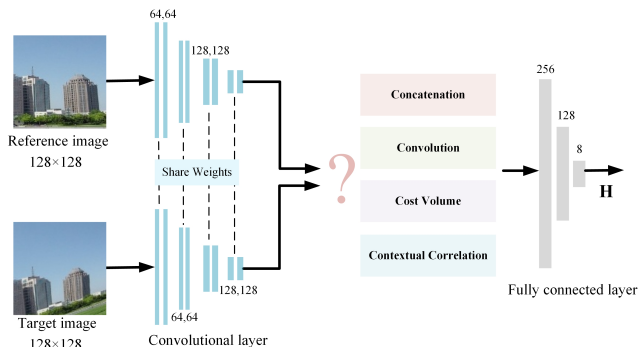 64,64
128,128
Reference image
128×128
Share Weights
Target image
128×128
64,64
128,128
Convolutional layer
?
Concatenation
Convolution
Cost Volume
Contextual Correlation
256
128
8
H
Fully connected layer